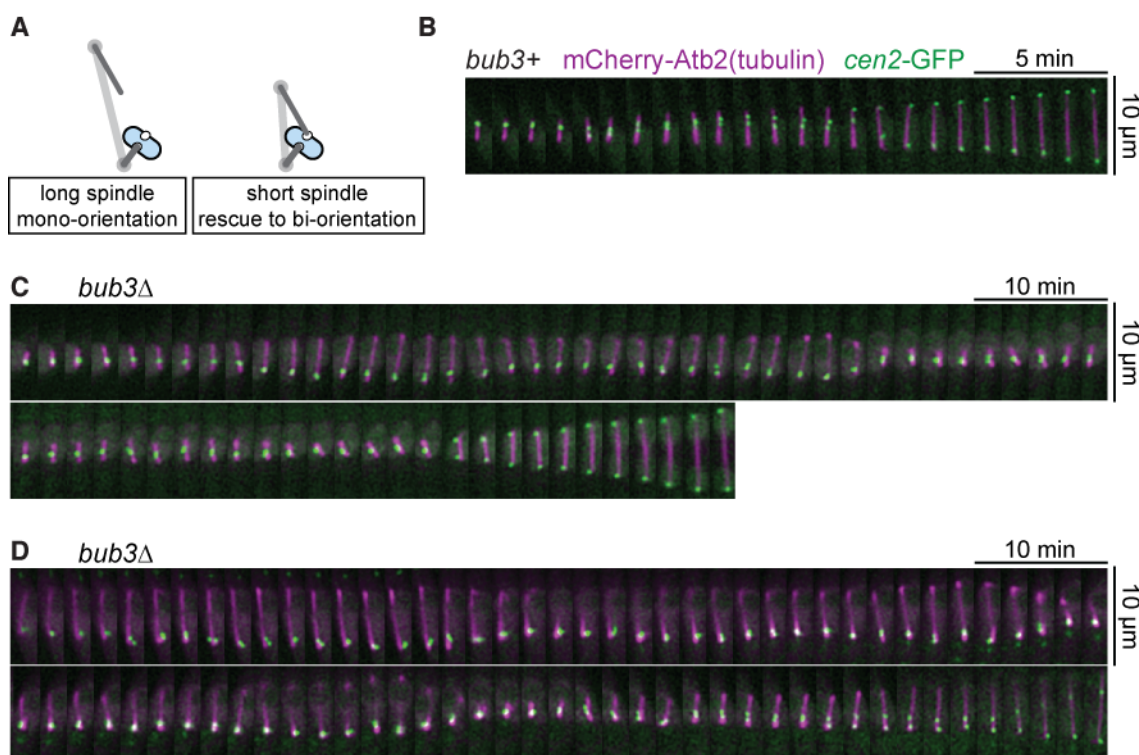 A
long spindle
mono-orientation
short spindle
rescue to bi-orientation
B
bub3+ mCherry-Atb2(tubulin) cen2-GFP 5 min
10 μm
C bub3Δ 10 min
10 μm
D bub3Δ 10 min
10 μm